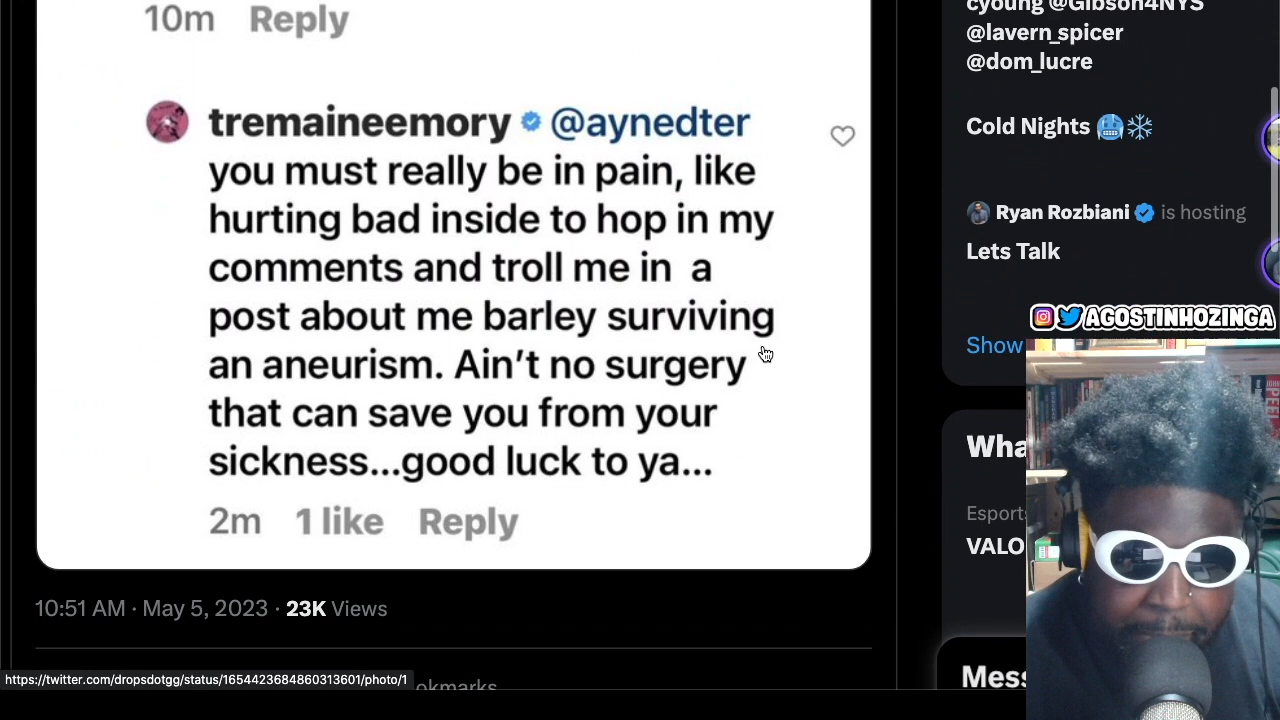 10m Reply
tremaineemory @aynedter
you must really be in pain, like
hurting bad inside to hop in my
comments and troll me in a
post about me barley surviving
an aneurism. Ain’t no surgery
that can save you from your
sickness...good luck to ya...
2m 1 like Reply
10:51 AM · May 5, 2023 · 23K Views
okmarks
https://twitter.com/dropsdotgg/status/1654423684860313601/photo/1
cyoung @Gibson4NYS
@lavern_spicer
@dom_lucre
Cold Nights
Ryan Rozbiani is hosting
Lets Talk
AGOSTINHOZINGA
Show
Wha
Esports
VALO
Mess